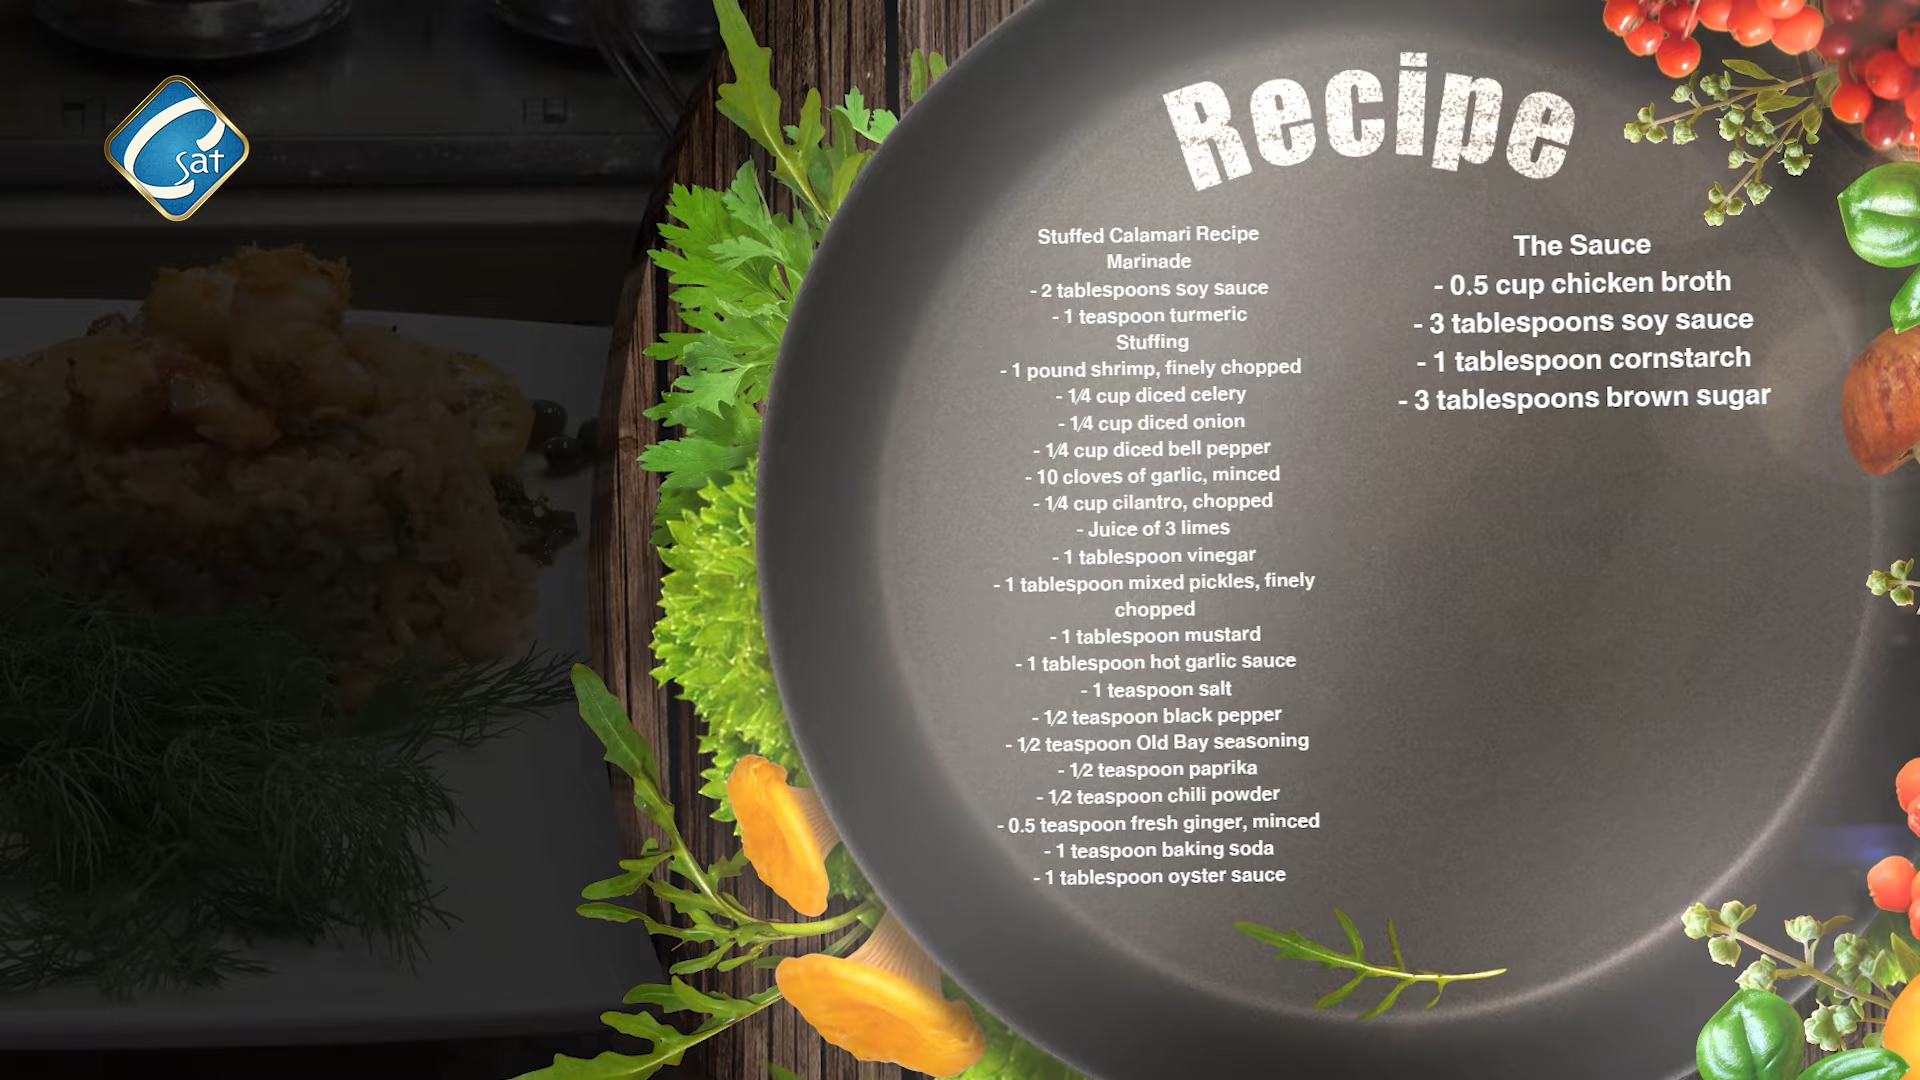 C
Sat
Recipe
Stuffed Calamari Recipe
Marinade
- 2 tablespoons soy sauce
- 1 teaspoon turmeric
Stuffing
- 1 pound shrimp, finely chopped
- 1/4 cup diced celery
- 1/4 cup diced onion
- 1/4 cup diced bell pepper
- 10 cloves of garlic, minced
- 1/4 cup cilantro, chopped
- Juice of 3 limes
- 1 tablespoon vinegar
- 1 tablespoon mixed pickles, finely
chopped
- 1 tablespoon mustard
- 1 tablespoon hot garlic sauce
- 1 teaspoon salt
- 1/2 teaspoon black pepper
- 1/2 teaspoon Old Bay seasoning
- 1/2 teaspoon paprika
- 1/2 teaspoon chili powder
- 0.5 teaspoon fresh ginger, minced
- 1 teaspoon baking soda
- 1 tablespoon oyster sauce
The Sauce
- 0.5 cup chicken broth
- 3 tablespoons soy sauce
- 1 tablespoon cornstarch
- 3 tablespoons brown sugar